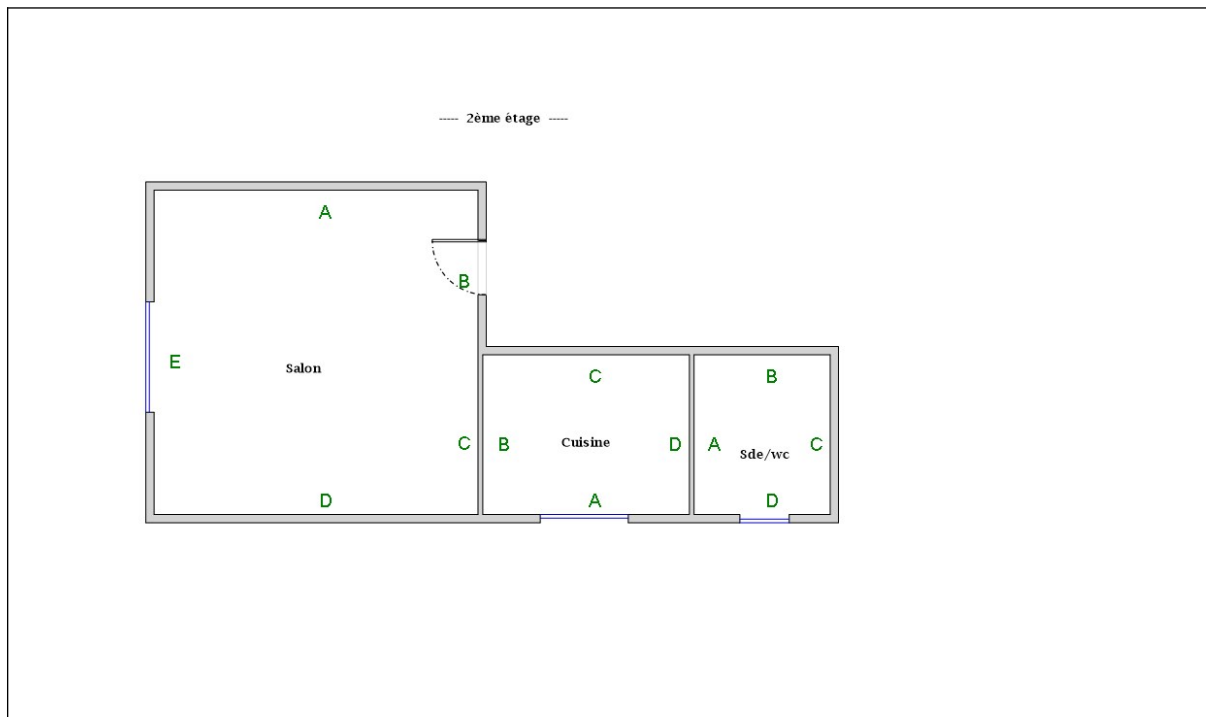 ----- 2ème étage -----
A
B
E
Salon
C
B
C
B
Cuisine
D
A
Sde/wc
C
D
A
D